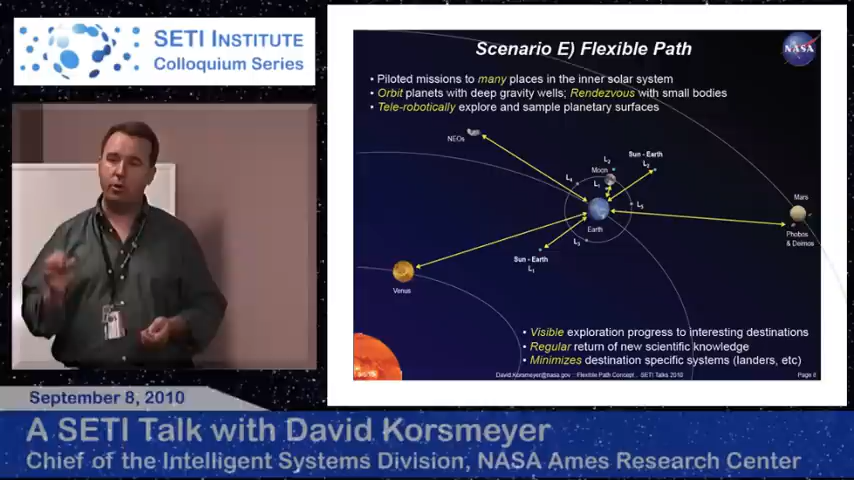 SETI INSTITUTE
Colloquium Series
Scenario E) Flexible Path
NASA
• Piloted missions to many places in the inner solar system
• Orbit planets with deep gravity wells; Rendezvous with small bodies
• Tele-robotically explore and sample planetary surfaces
NEOs
L2
Sun - Earth
L2
Moon
L4
L1
Mars
L5
Earth
Phobos
& Deimos
L3
Sun - Earth
L1
Venus
• Visible exploration progress to interesting destinations
• Regular return of new scientific knowledge
• Minimizes destination specific systems (landers, etc)
David.Korsmeyer@nasa.gov : Flexible Path Concept... SETI Talks 2010
Page 8
September 8, 2010
A SETI Talk with David Korsmeyer
Chief of the Intelligent Systems Division, NASA Ames Research Center